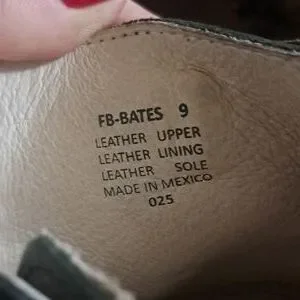 FB-BATES 9
LEATHER UPPER
LEATHER LINING
LEATHER SOLE
MADE IN MEXICO
025